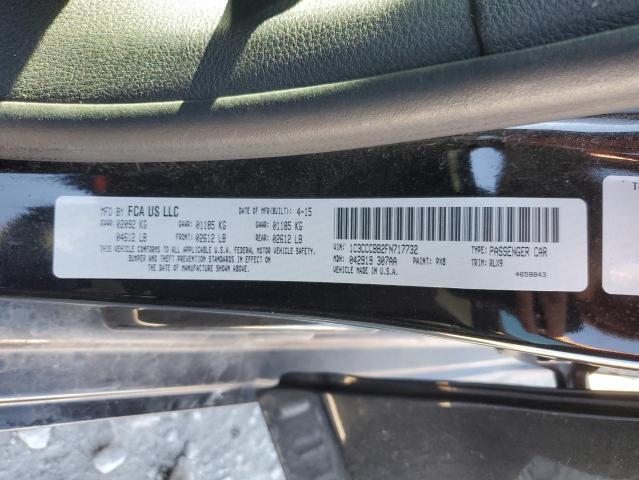 MFD BY FCA US LLC DATE OF MFR(BUILT): 4-15
GVWR: 02092 KG GAWR: 01185 KG GAWR: 01185 KG
04612 LB FRONT: 02612 LB REAR: 02612 LB
THIS VEHICLE CONFORMS TO ALL APPLICABLE U.S.A. FEDERAL MOTOR VEHICLE SAFETY,
BUMPER AND THEFT PREVENTION STANDARDS IN EFFECT ON
THE DATE OF MANUFACTURE SHOWN ABOVE.
VIN: 1C3CCCBB2FN717732 TYPE: PASSENGER CAR
MDH: 042919 307AA PAINT: PX8 TRIM: RLX9
VEHICLE MADE IN U.S.A. 4658843